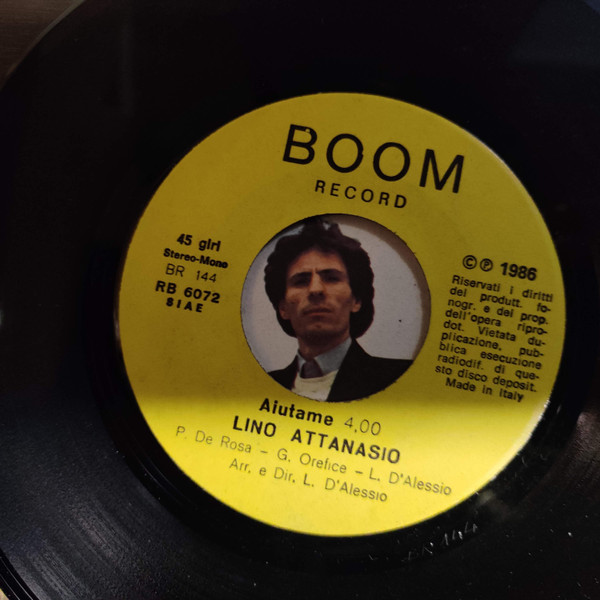 BOOM
RECORD
45 giri
Stereo-Mono
BR 144
RB 6072
SIAE
© ℗ 1986
Riservati i diritti
dei produtt. fo-
nogr. e dei prop.
dell'opera ripro-
dot. Vietata du-
plicazione, pub-
blica esecuzione
radiodif. di que-
sto disco deposit.
Made in Italy
Aiutame 4,00
LINO ATTANASIO
P. De Rosa - G. Orefice - L. D'Alessio
Arr. e Dir. L. D'Alessio